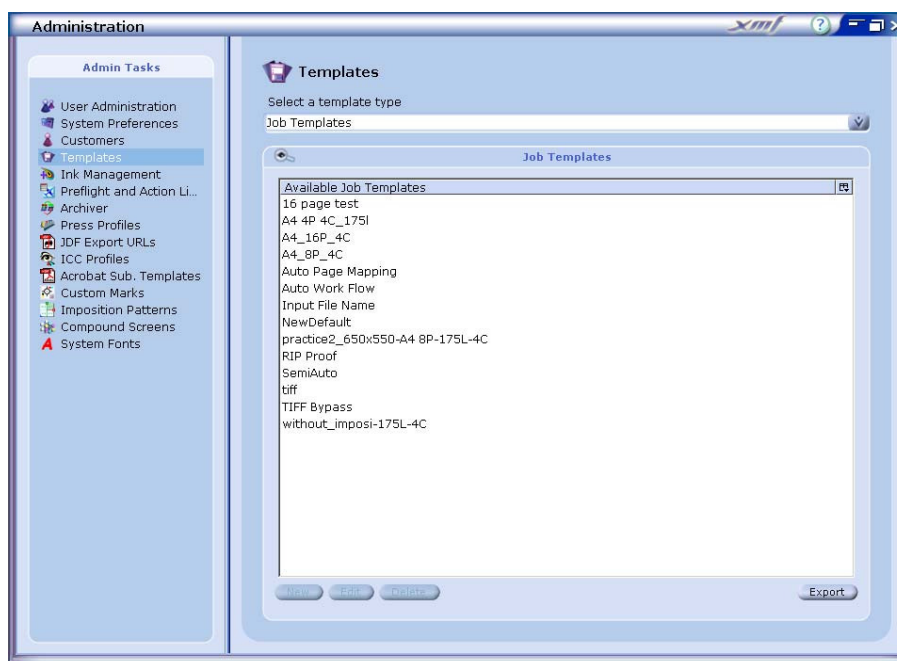 Administration
xmf
?
Admin Tasks
User Administration
System Preferences
Customers
Templates
Ink Management
Preflight and Action Li...
Archiver
Press Profiles
JDF Export URLs
ICC Profiles
Acrobat Sub. Templates
Custom Marks
Imposition Patterns
Compound Screens
System Fonts
Templates
Select a template type
Job Templates
Job Templates
Available Job Templates
16 page test
A4 4P 4C_175l
A4_16P_4C
A4_8P_4C
Auto Page Mapping
Auto Work Flow
Input File Name
NewDefault
practice2_650x550-A4 8P-175L-4C
RIP Proof
SemiAuto
tiff
TIFF Bypass
without_imposi-175L-4C
New Edit Delete Export